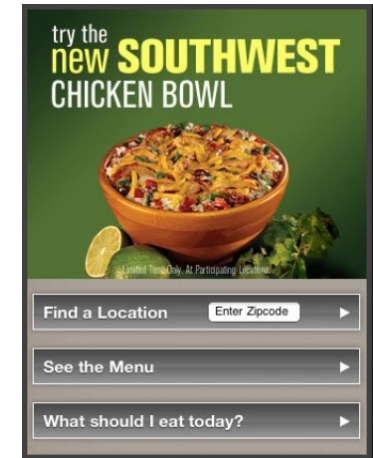 try the
new SOUTHWEST
CHICKEN BOWL
Limited Time Only. At Participating Locations.
Find a Location Enter Zipcode
See the Menu
What should I eat today?